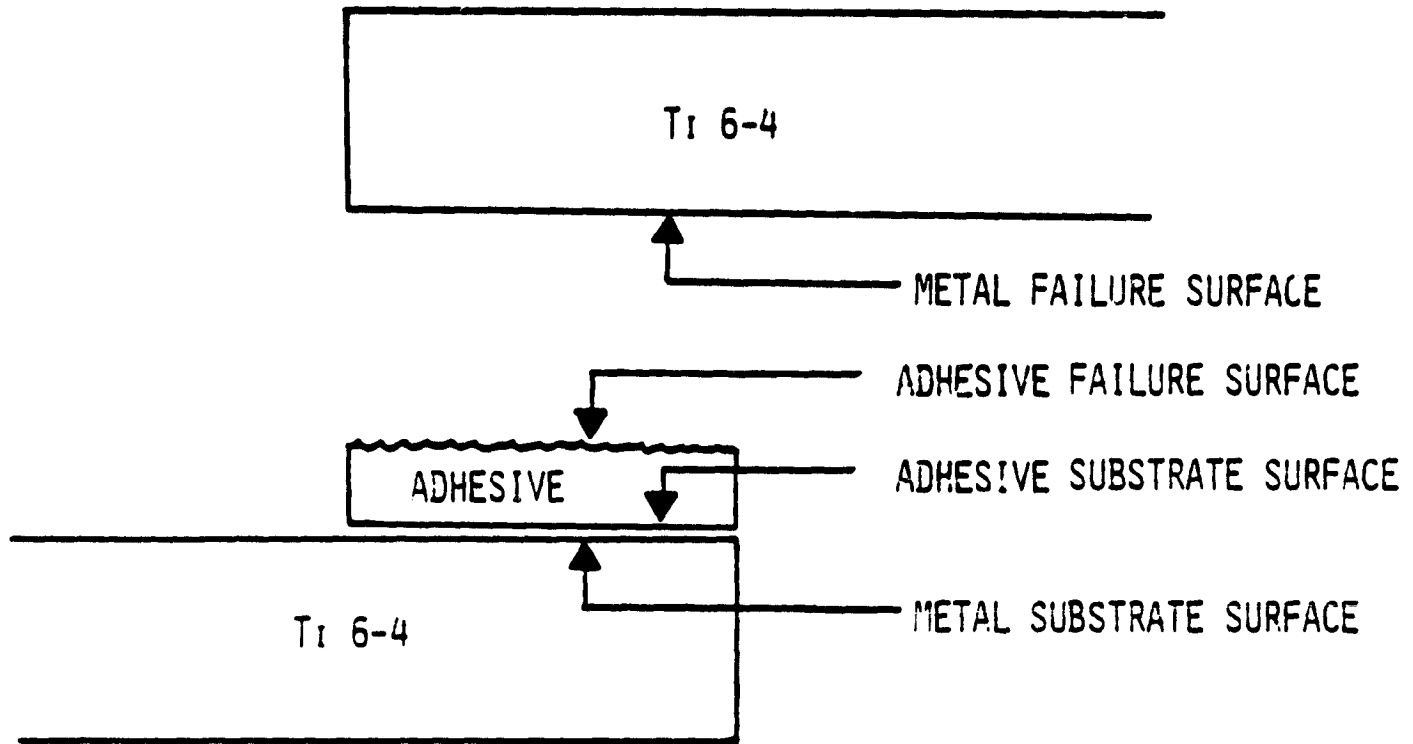 TI 6-4
METAL FAILURE SURFACE
ADHESIVE FAILURE SURFACE
ADHESIVE
ADHESIVE SUBSTRATE SURFACE
TI 6-4
METAL SUBSTRATE SURFACE